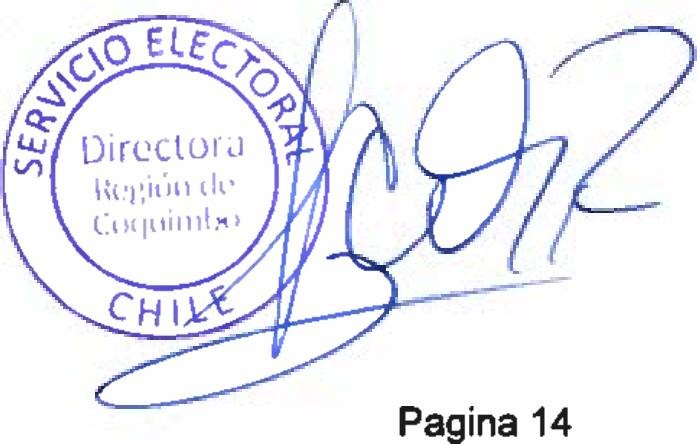 SERVICIO ELECTORAL
Directora
Región de
Coquimbo
CHILE
Pagina 14